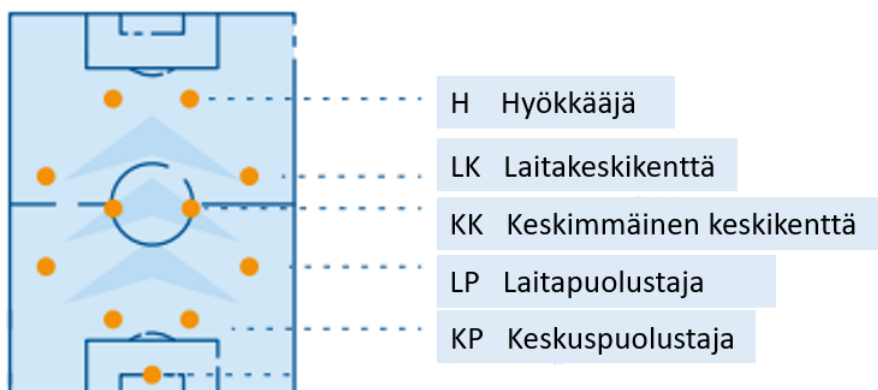 H Hyökkääjä
LK Laitakeskikenttä
KK Keskimmäinen keskikenttä
LP Laitapuolustaja
KP Keskuspuolustaja